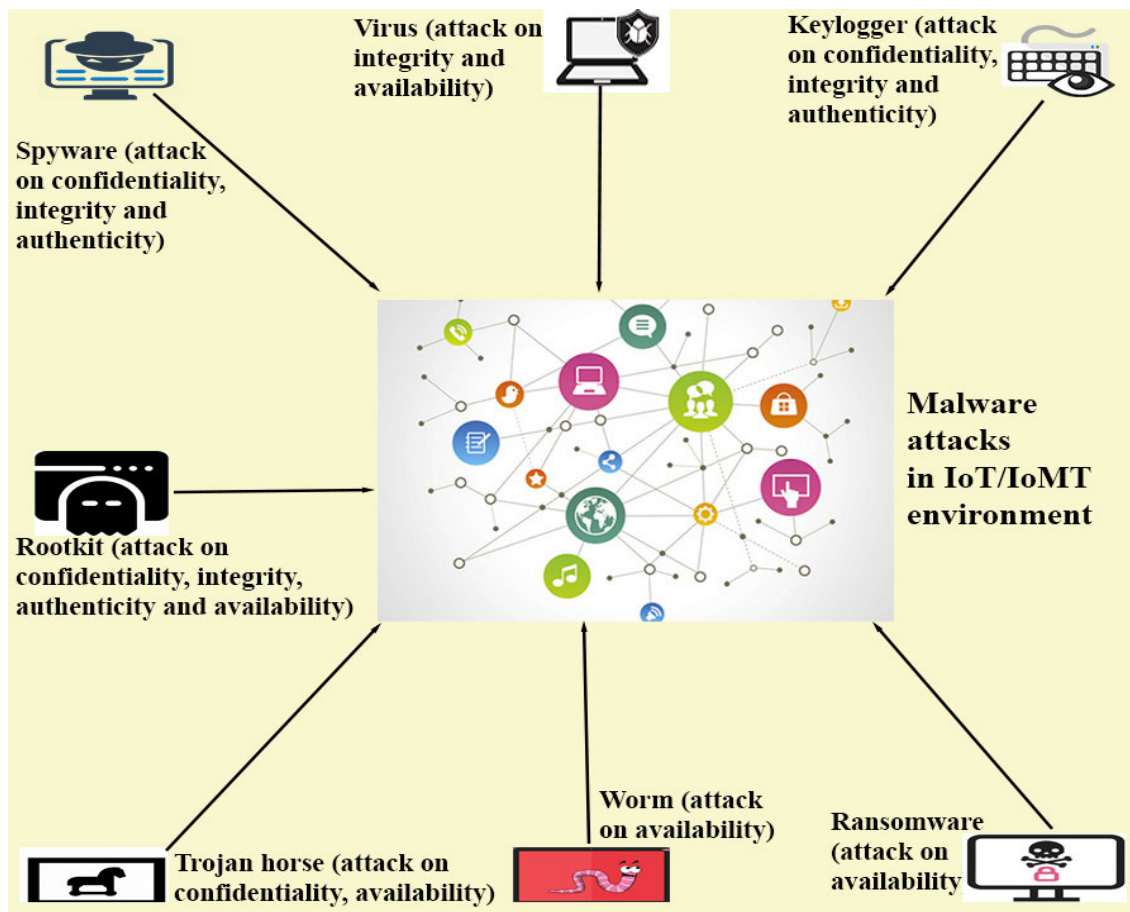 Virus (attack on
integrity and
availability)
Keylogger (attack
on confidentiality,
integrity and
authenticity)
Spyware (attack
on confidentiality,
integrity and
authenticity)
Malware
attacks
in IoT/IoMT
environment
Rootkit (attack on
confidentiality, integrity,
authenticity and availability)
Trojan horse (attack on
confidentiality, availability)
Worm (attack
on availability)
Ransomware
(attack on
availability